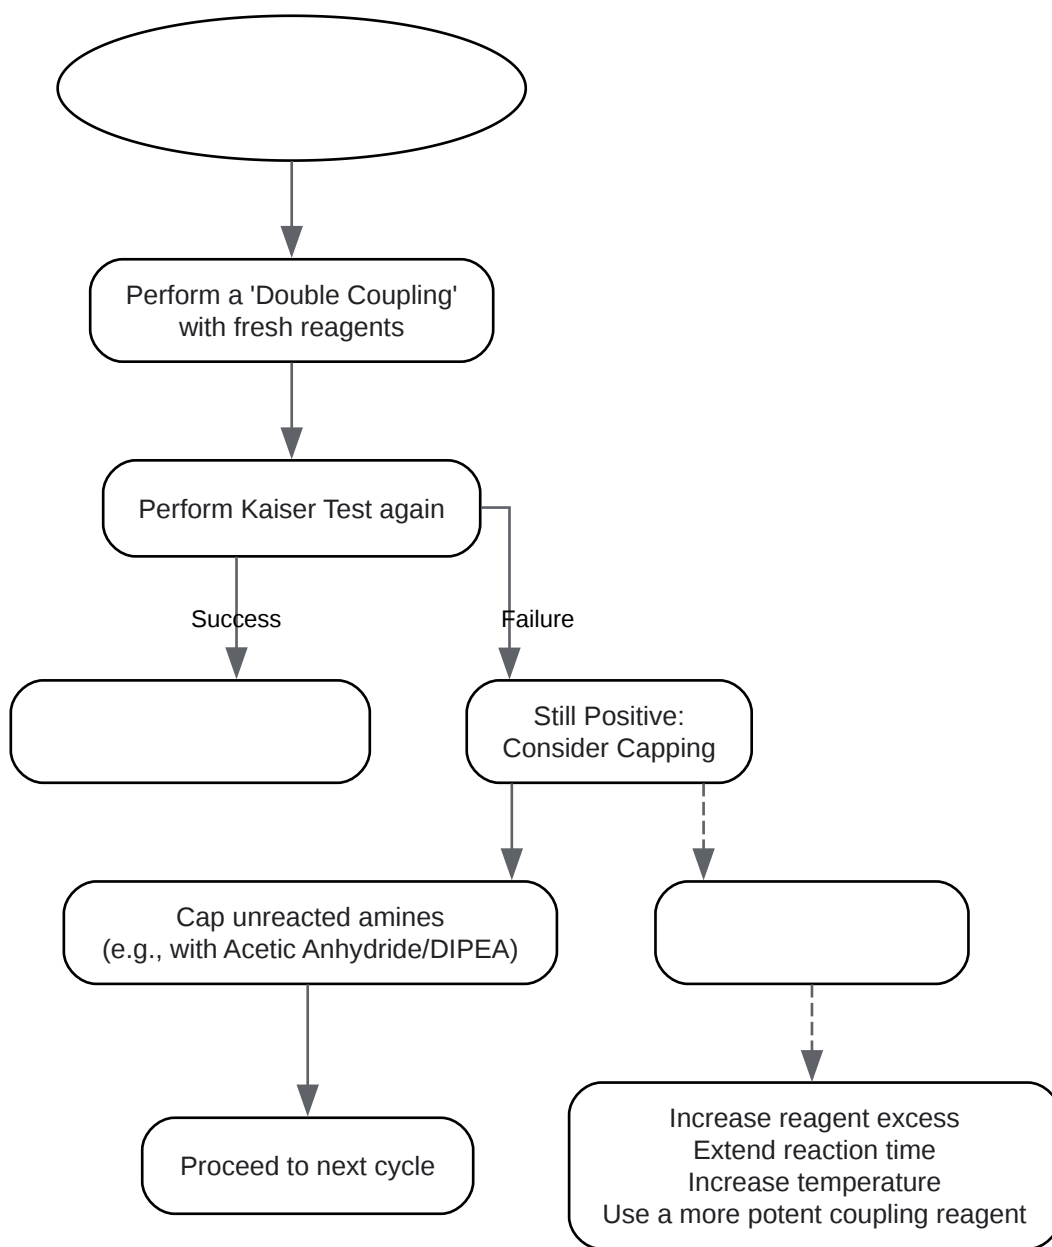 Perform a 'Double Coupling'
with fresh reagents
Perform Kaiser Test again
Success
Failure
Still Positive:
Consider Capping
Cap unreacted amines
(e.g., with Acetic Anhydride/DIPEA)
Increase reagent excess
Extend reaction time
Increase temperature
Use a more potent coupling reagent
Proceed to next cycle